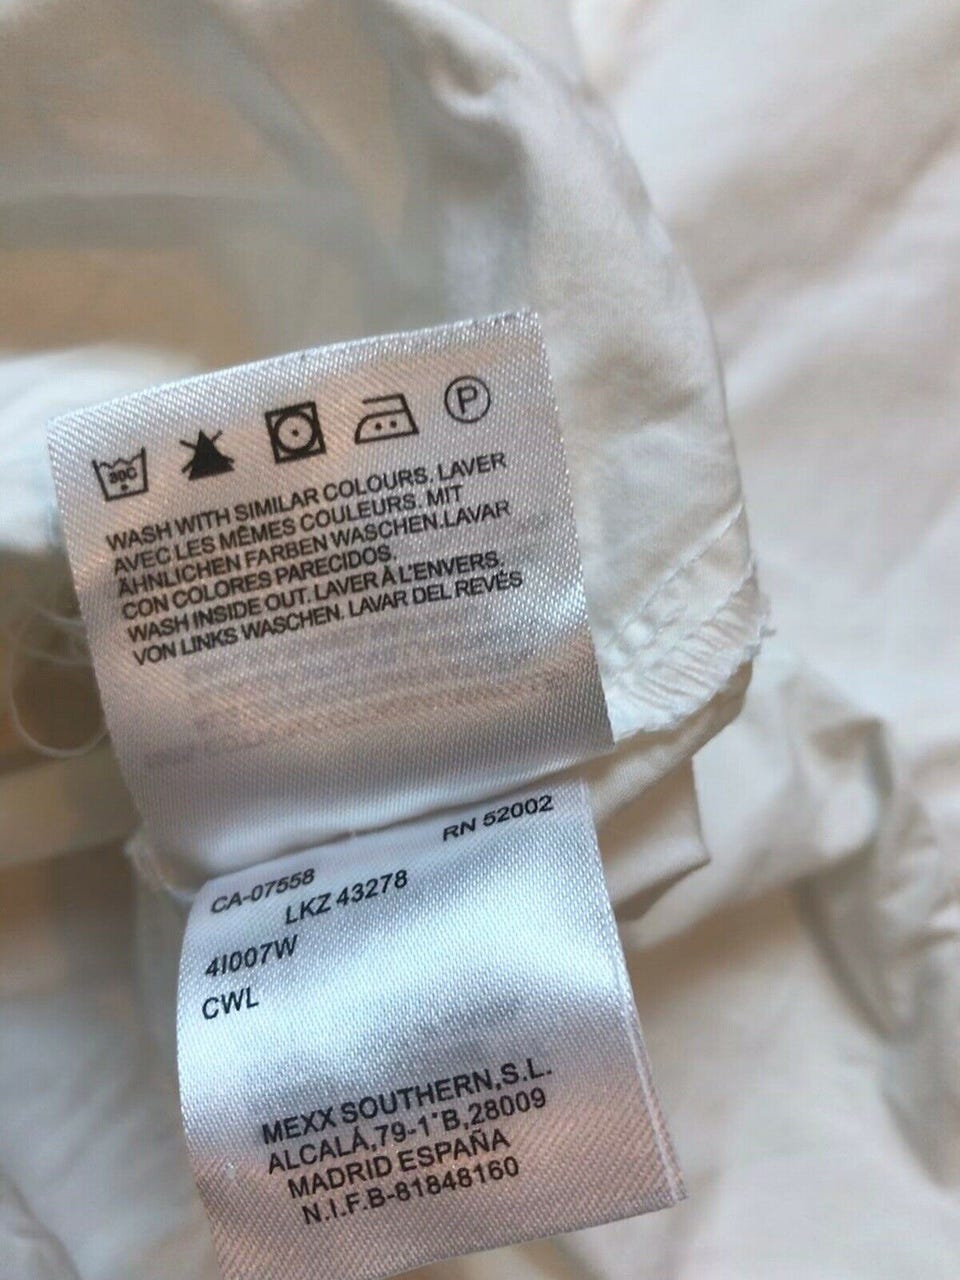 30C
P
WASH WITH SIMILAR COLOURS. LAVER
AVEC LES MÊMES COULEURS. MIT
ÄHNLICHEN FARBEN WASCHEN.LAVAR
CON COLORES PARECIDOS.
WASH INSIDE OUT. LAVER À L'ENVERS.
VON LINKS WASCHEN. LAVAR DEL REVÉS
RN 52002
CA-07558
LKZ 43278
4I007W
CWL
MEXX SOUTHERN,S.L.
ALCALÁ,79-1°B,28009
MADRID ESPAÑA
N.I.F.B-81848160